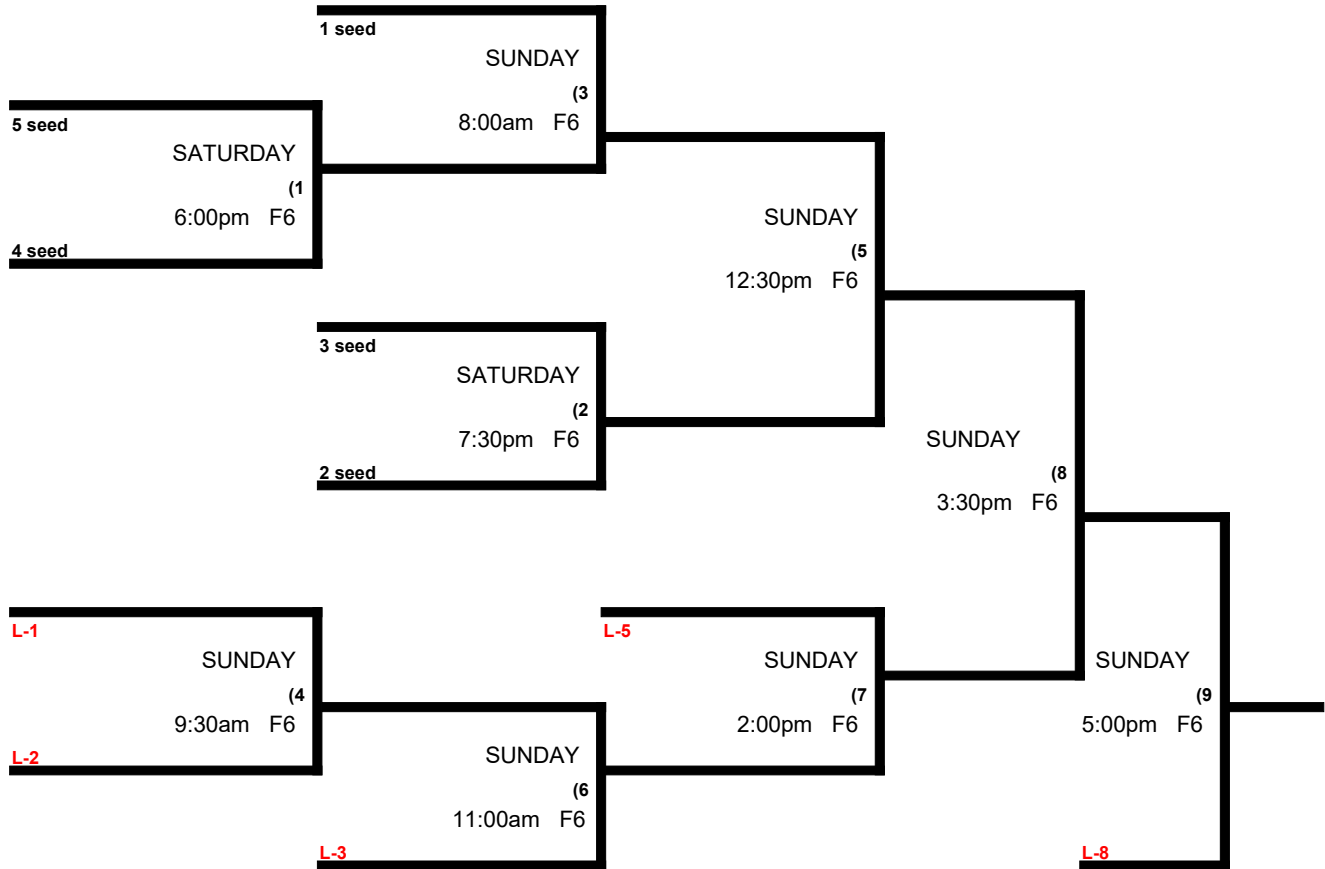 1 seed
SUNDAY
(3
8:00am F6
5 seed
SATURDAY
(1
6:00pm F6
4 seed
SUNDAY
(5
12:30pm F6
3 seed
SATURDAY
(2
7:30pm F6
2 seed
SUNDAY
(8
3:30pm F6
L-1
SUNDAY
(4
9:30am F6
L-2
L-5
SUNDAY
(7
2:00pm F6
SUNDAY
(9
5:00pm F6
SUNDAY
(6
11:00am F6
L-3
L-8